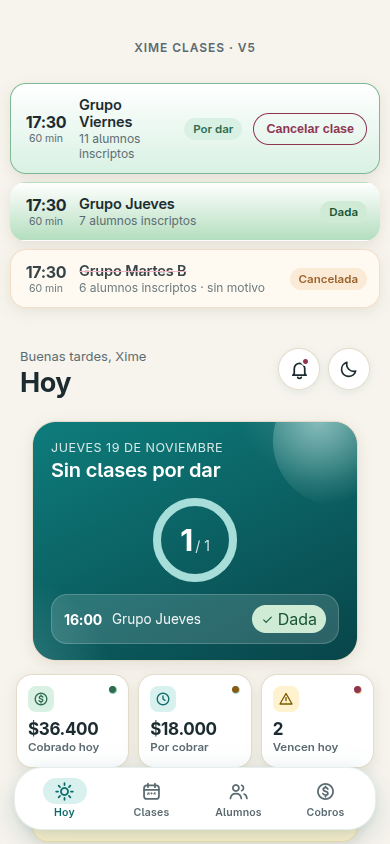 XIME CLASES · V5
17:30
60 min
Grupo
Viernes
11 alumnos
inscriptos
Por dar
Cancelar clase
17:30
60 min
Grupo Jueves
7 alumnos inscriptos
Dada
17:30
60 min
Grupo Martes B
6 alumnos inscriptos · sin motivo
Cancelada
Buenas tardes, Xime
Hoy
JUEVES 19 DE NOVIEMBRE
Sin clases por dar
1 / 1
16:00 Grupo Jueves
Dada
$36.400
Cobrado hoy
$18.000
Por cobrar
2
Vencen hoy
Hoy
Clases
Alumnos
Cobros